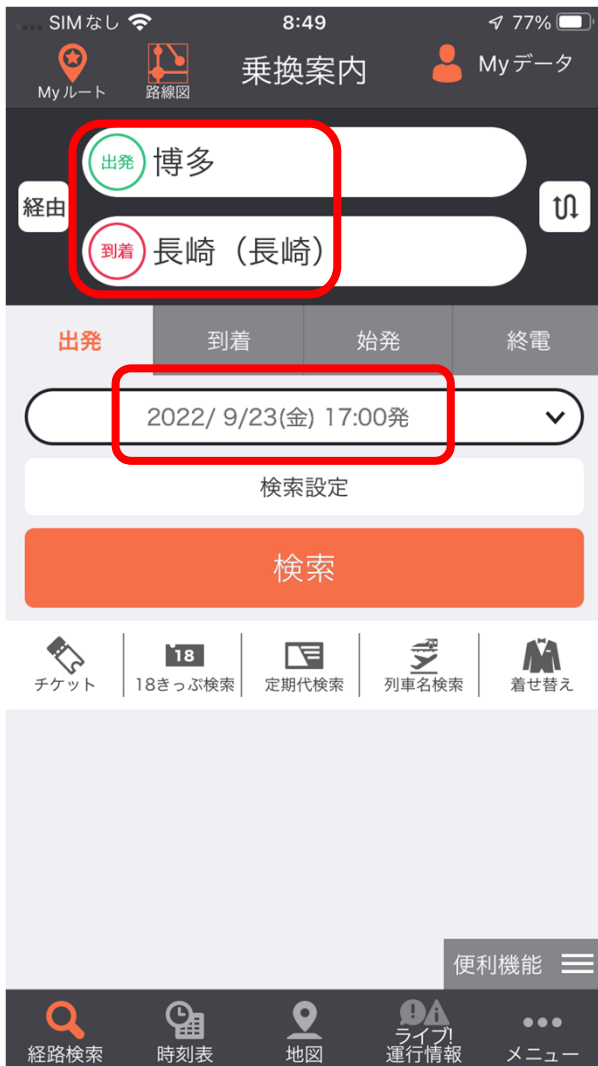 SIMなし 8:49 77%
Myルート 路線図 乗換案内 Myデータ
出発 博多
経由
到着 長崎（長崎）
出発 到着 始発 終電
2022/ 9/23(金) 17:00発
検索設定
検索
18
チケット 18きっぷ検索 定期代検索 列車名検索 着せ替え
便利機能
ライブ!
経路検索 時刻表 地図 運行情報 メニュー